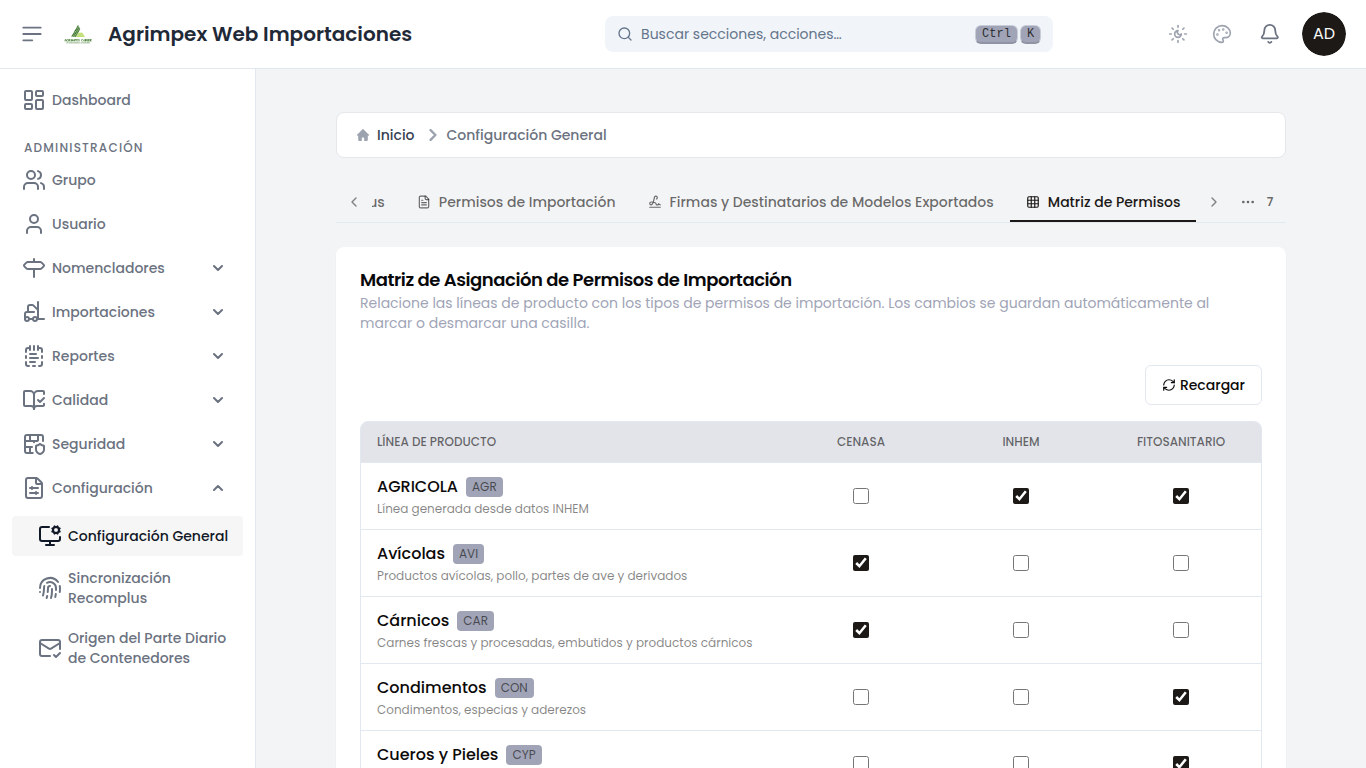 Agrimpex Web Importaciones
Buscar secciones, acciones...
Ctrl K
AD
Dashboard
ADMINISTRACIÓN
Grupo
Usuario
Nomencladores
Importaciones
Reportes
Calidad
Seguridad
Configuración
Configuración General
Sincronización
Recomplus
Origen del Parte Diario
de Contenedores
Inicio
Configuración General
us
Permisos de Importación
Firmas y Destinatarios de Modelos Exportados
Matriz de Permisos
7
Matriz de Asignación de Permisos de Importación
Relacione las líneas de producto con los tipos de permisos de importación. Los cambios se guardan automáticamente al
marcar o desmarcar una casilla.
Recargar
LÍNEA DE PRODUCTO CENASA INHEM FITOSANITARIO
AGRICOLA AGR
Línea generada desde datos INHEM
Avícolas AVI
Productos avícolas, pollo, partes de ave y derivados
Cárnicos CAR
Carnes frescas y procesadas, embutidos y productos cárnicos
Condimentos CON
Condimentos, especias y aderezos
Cueros y Pieles CYP